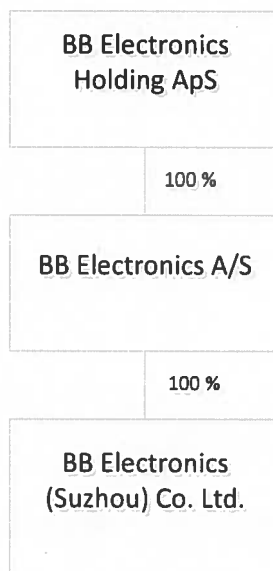 BB Electronics
Holding ApS
100 %
BB Electronics A/S
100 %
BB Electronics
(Suzhou) Co. Ltd.